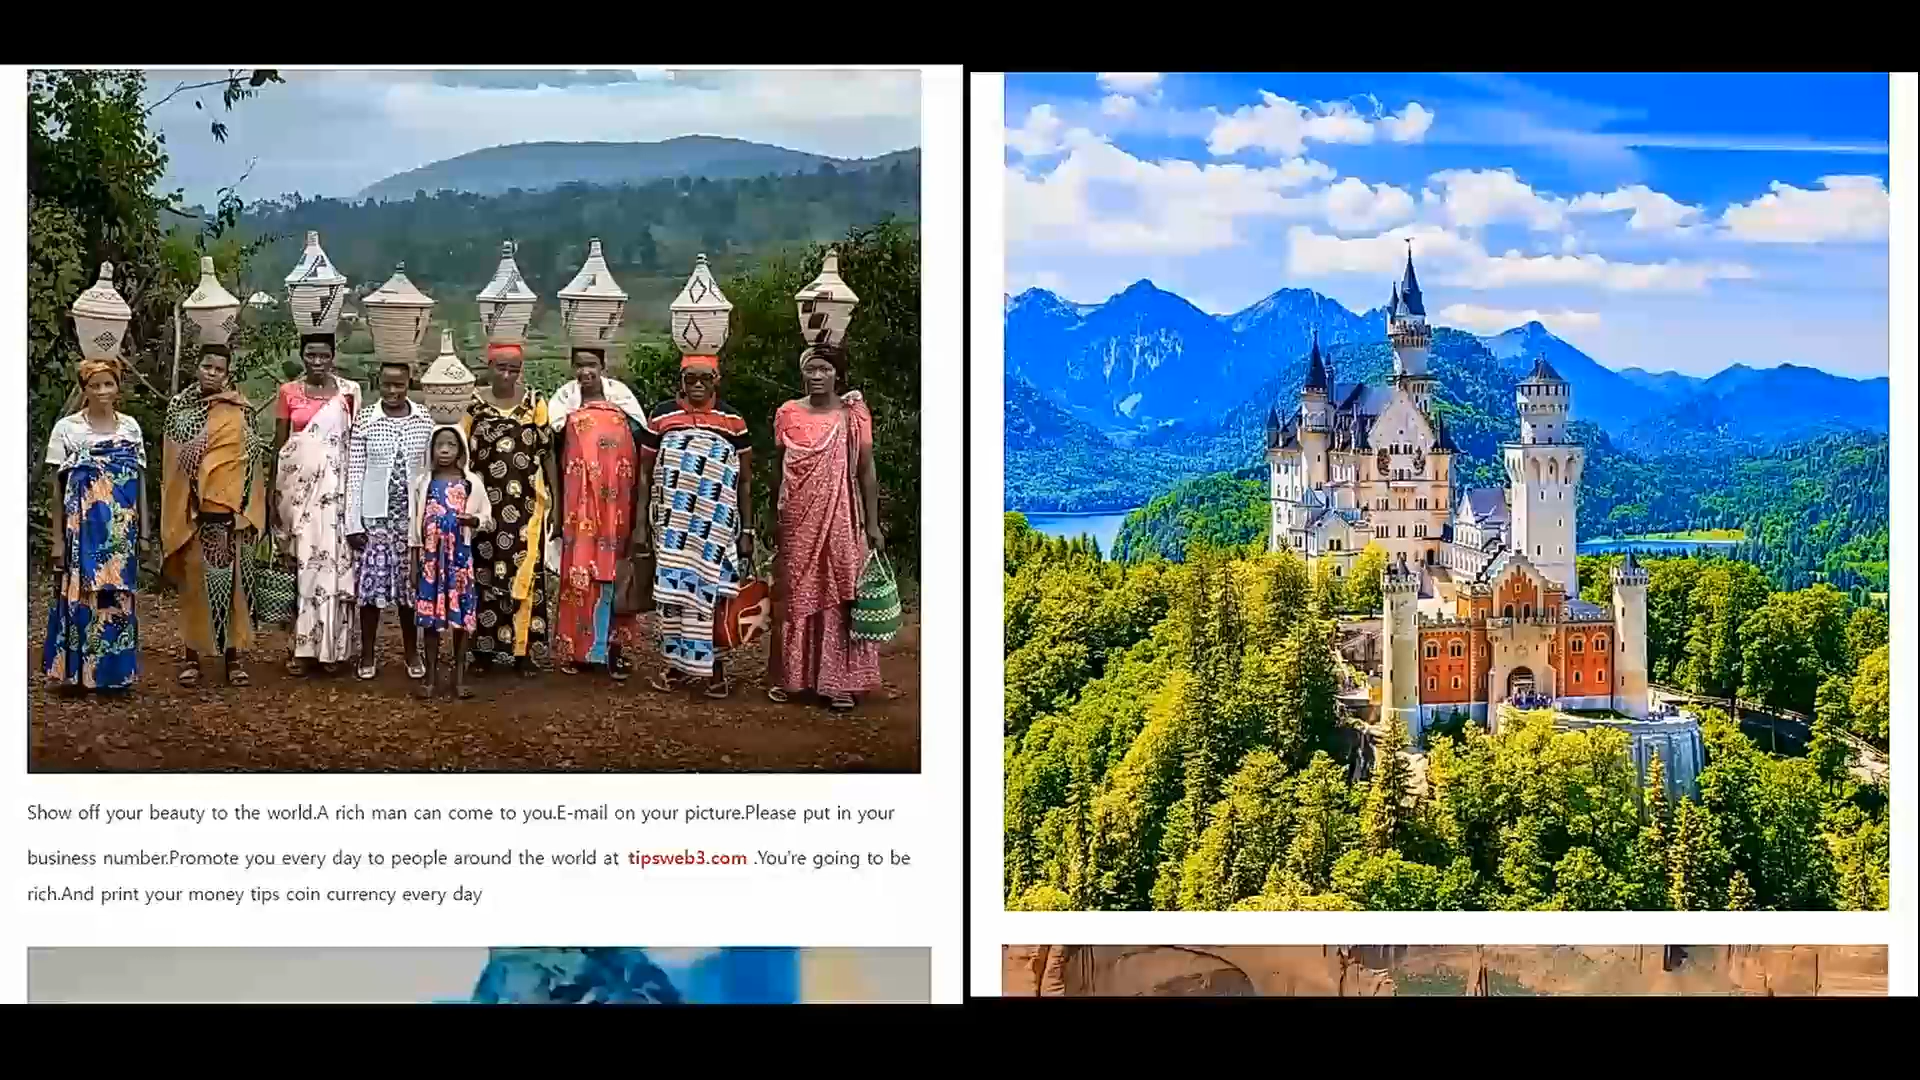 Show off your beauty to the world.A rich man can come to you.E-mail on your picture.Please put in your
business number.Promote you every day to people around the world at tipsweb3.com .You're going to be
rich.And print your money tips coin currency every day